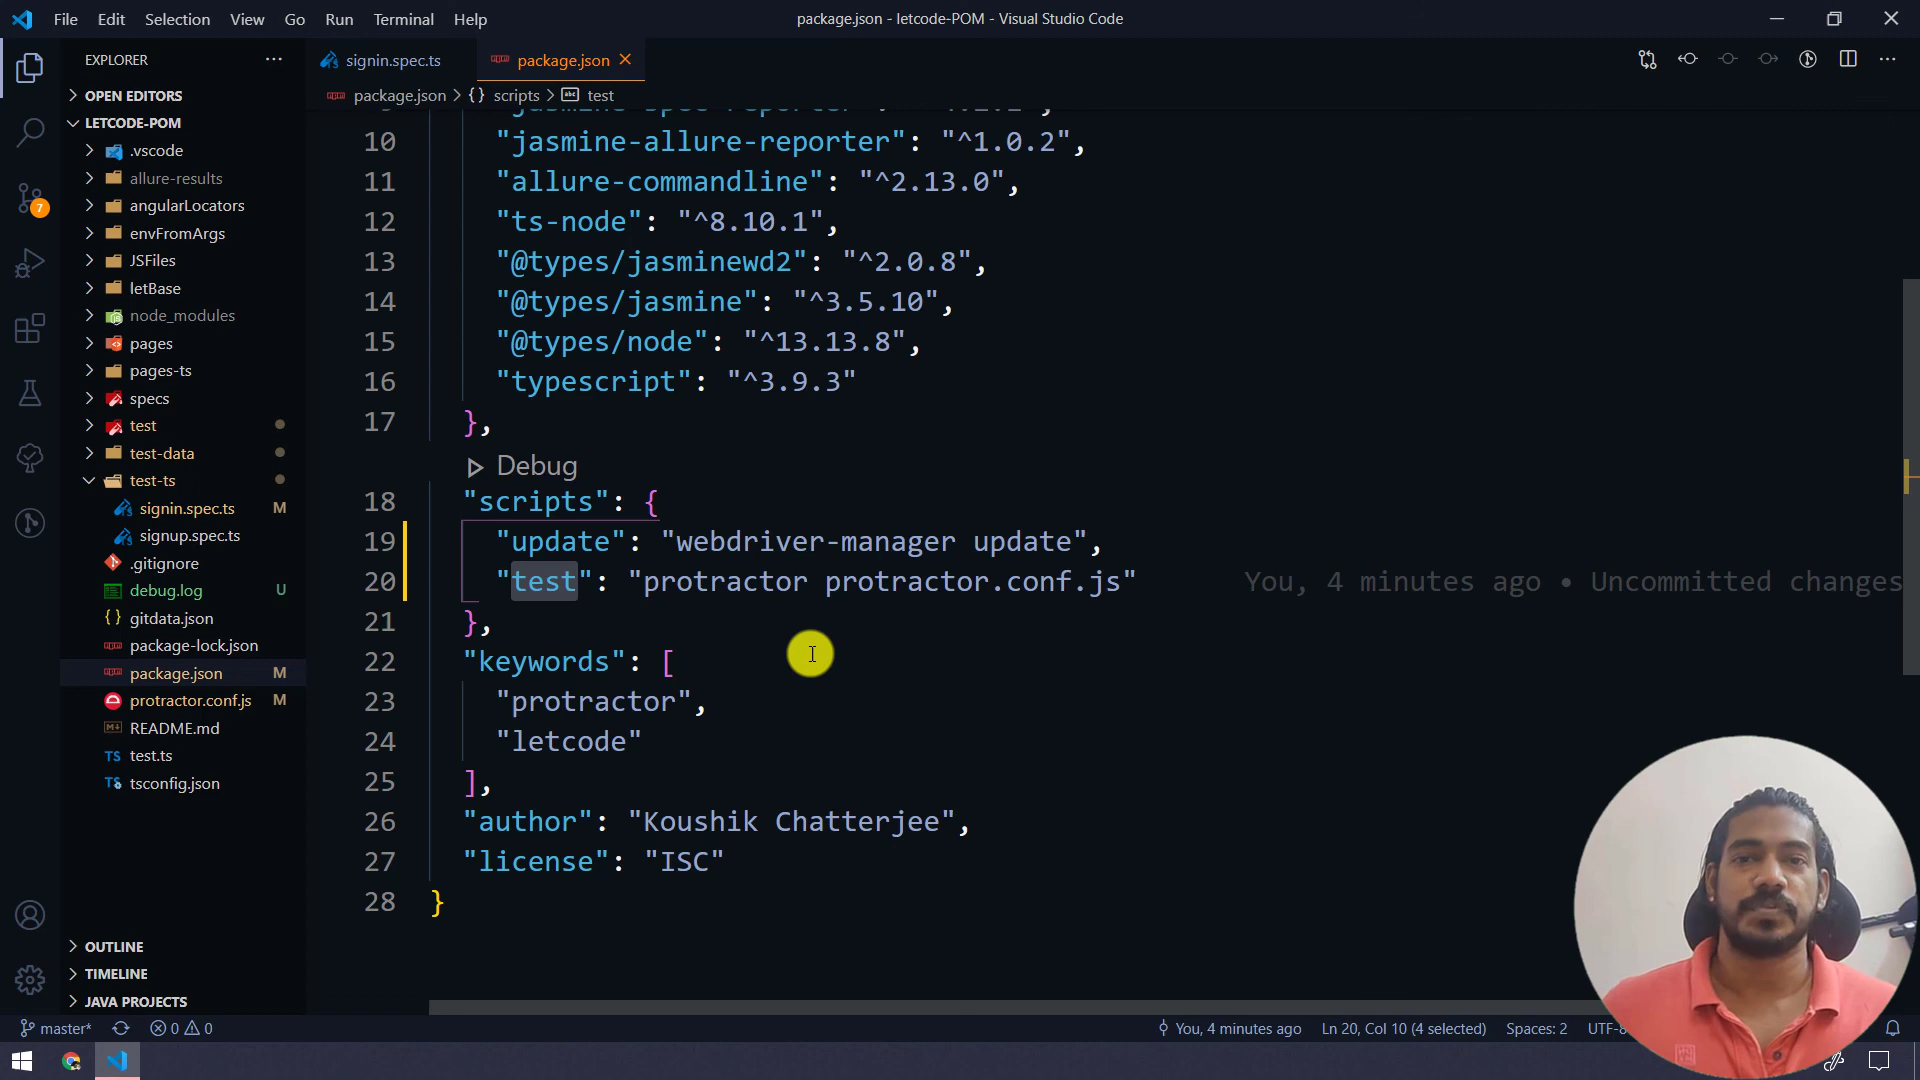 File Edit Selection View Go Run Terminal Help
package.json - letcode-POM - Visual Studio Code
EXPLORER
OPEN EDITORS
LETCODE-POM
.vscode
allure-results
angularLocators
envFromArgs
JSFiles
letBase
node_modules
pages
pages-ts
specs
test
test-data
test-ts
signin.spec.ts M
signup.spec.ts
.gitignore
debug.log U
gitdata.json
package-lock.json
package.json M
protractor.conf.js M
README.md
TS test.ts
TS tsconfig.json
OUTLINE
TIMELINE
JAVA PROJECTS
7
signin.spec.ts package.json
package.json > {} scripts > abc test
10 "jasmine-allure-reporter": "^1.0.2",
11 "allure-commandline": "^2.13.0",
12 "ts-node": "^8.10.1",
13 "@types/jasminewd2": "^2.0.8",
14 "@types/jasmine": "^3.5.10",
15 "@types/node": "^13.13.8",
16 "typescript": "^3.9.3"
17 },
Debug
18 "scripts": {
19 "update": "webdriver-manager update",
20 "test": "protractor protractor.conf.js" You, 4 minutes ago • Uncommitted changes
21 },
22 "keywords": [
23 "protractor",
24 "letcode"
25 ],
26 "author": "Koushik Chatterjee",
27 "license": "ISC"
28 }
master* 0 0 You, 4 minutes ago Ln 20, Col 10 (4 selected) Spaces: 2 UTF-8